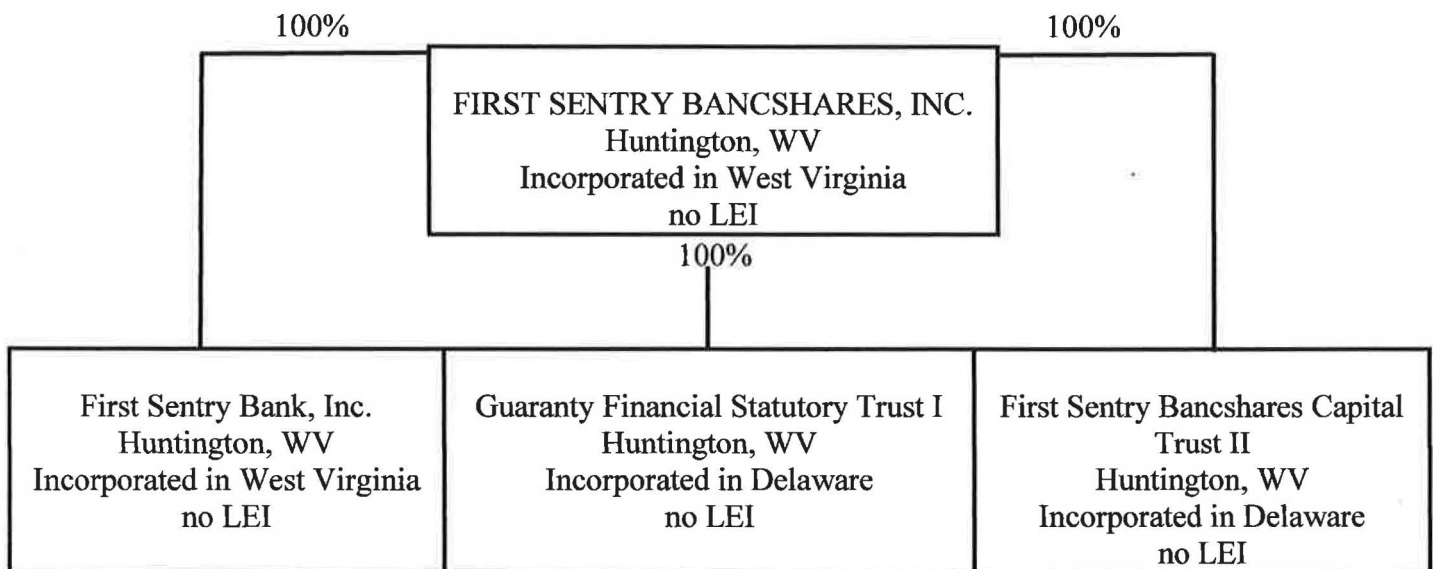 100%
100%
FIRST SENTRY BANCSHARES, INC.
Huntington, WV
Incorporated in West Virginia
no LEI
100%
First Sentry Bank, Inc.
Huntington, WV
Incorporated in West Virginia
no LEI
Guaranty Financial Statutory Trust I
Huntington, WV
Incorporated in Delaware
no LEI
First Sentry Bancshares Capital
Trust II
Huntington, WV
Incorporated in Delaware
no LEI